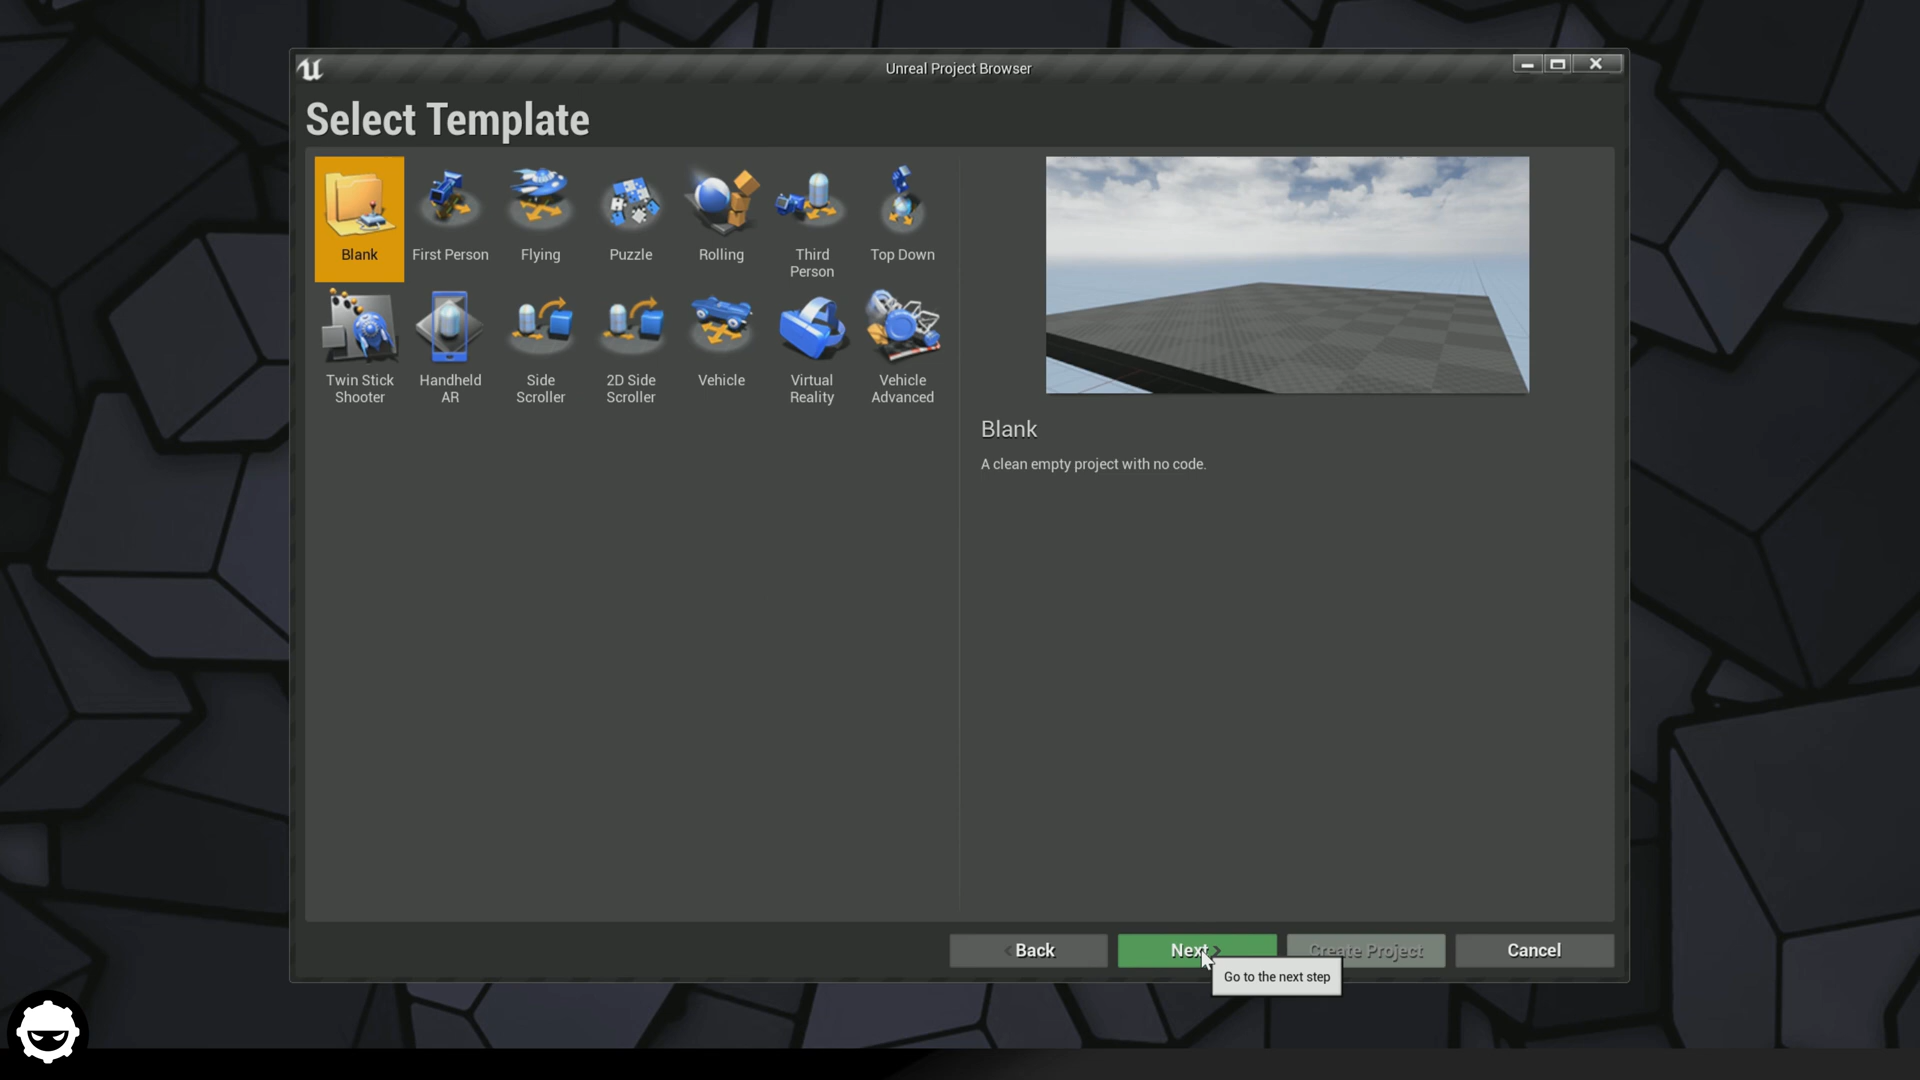 Unreal Project Browser
Select Template
Blank
First Person
Flying
Puzzle
Rolling
Third
Person
Top Down
Twin Stick
Shooter
Handheld
AR
Side
Scroller
2D Side
Scroller
Vehicle
Virtual
Reality
Vehicle
Advanced
Blank
A clean empty project with no code.
Back
Next
Create Project
Cancel
Go to the next step